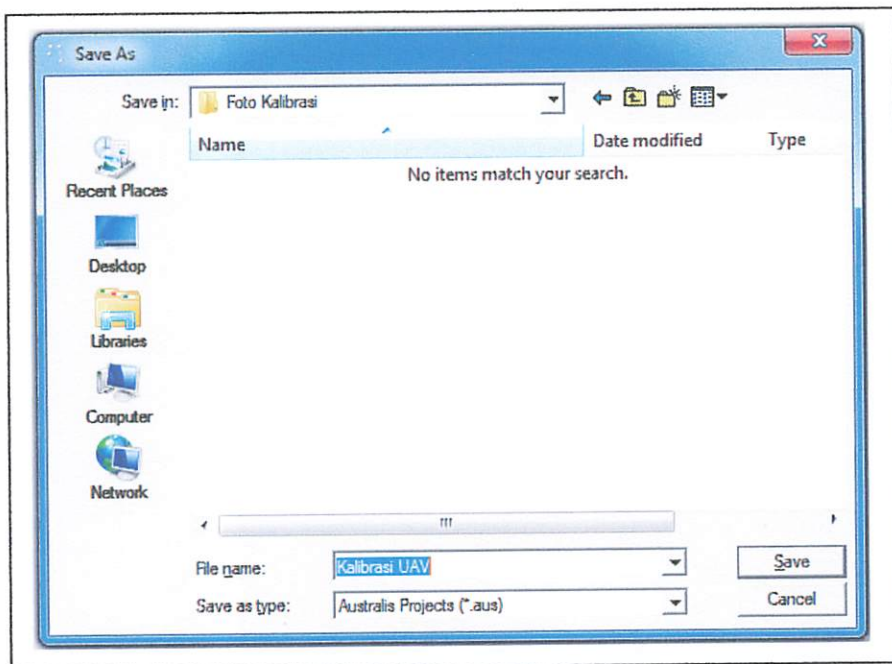 Save As
Save in: Foto Kalibrasi
Name Date modified Type
No items match your search.
Recent Places
Desktop
Libraries
Computer
Network
File name: Kalibrasi UAV Save
Save as type: Australis Projects (*.aus) Cancel